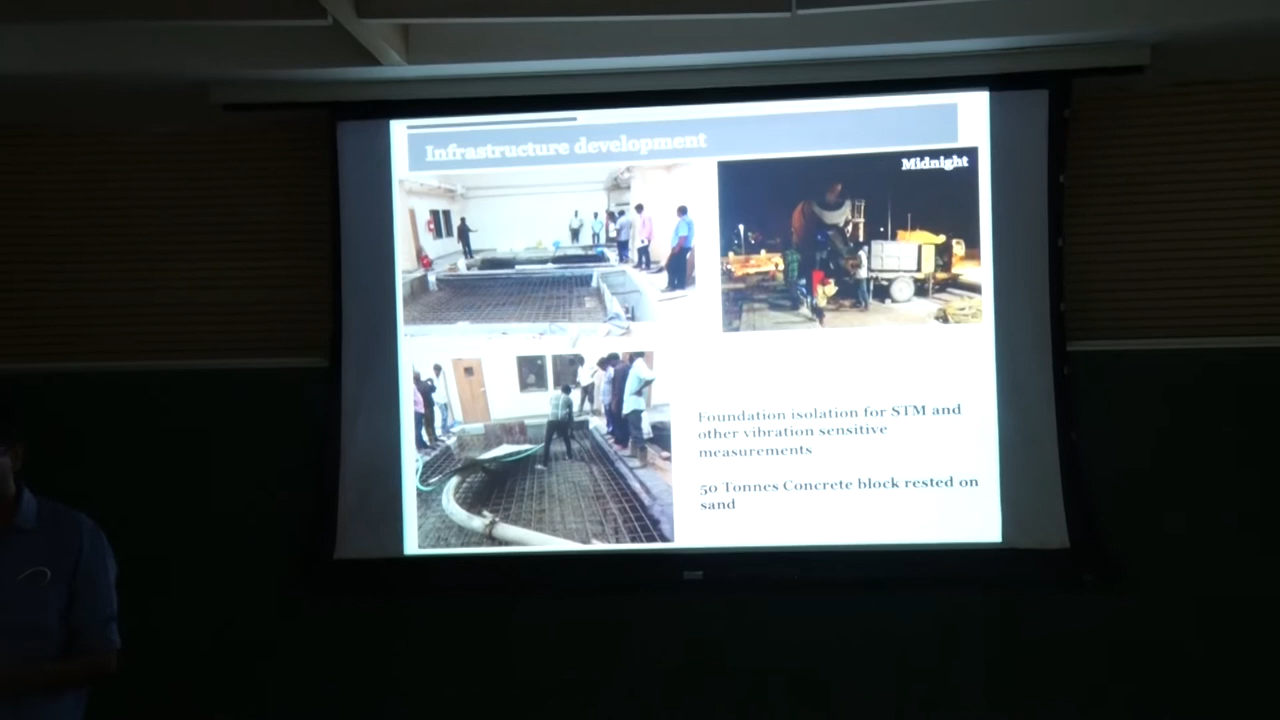 Infrastructure development
Midnight
Foundation isolation for STM and
other vibration sensitive
measurements
50 Tonnes Concrete block rested on
sand